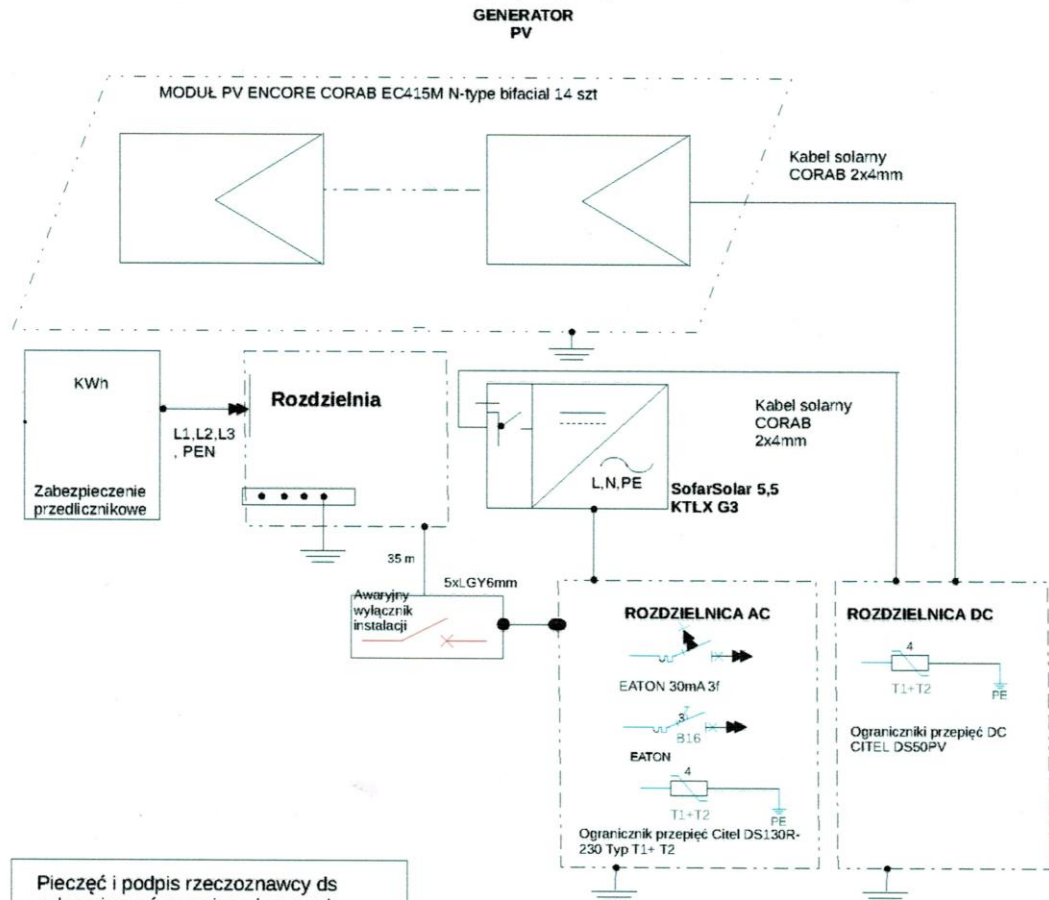 GENERATOR
PV
MODUŁ PV ENCORE CORAB EC415M N-type bifacial 14 szt
Kabel solarny
CORAB 2x4mm
KWh
L1,L2,L3
, PEN
Zabezpieczenie
przedlicznikowe
Rozdzielnia
Kabel solarny
CORAB
2x4mm
L,N,PE
SofarSolar 5,5
KTLX G3
35 m
5xLGY6mm
Awaryjny
wyłącznik
instalacji
ROZDZIELNICA AC
EATON 30mA 3f
3
B16
EATON
4
T1+T2
PE
Ogranicznik przepięć Citel DS130R-
230 Typ T1+ T2
ROZDZIELNICA DC
4
T1+T2
PE
Ograniczniki przepięć DC
CITEL DS50PV
Pieczęć i podpis rzeczoznawcy ds